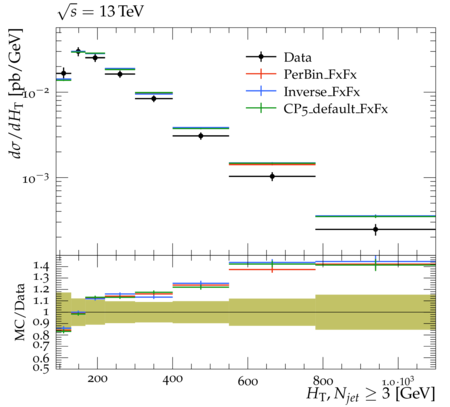 √s = 13 TeV
dσ/dH_T [pb/GeV]
10⁻²
10⁻³
Data
PerBin_FxFx
Inverse_FxFx
CP5_default_FxFx
MC/Data
1.4
1.3
1.2
1.1
1
0.9
0.8
0.7
0.6
0.5
200
400
600
800
1.0·10³
H_T, N_jet ≥ 3 [GeV]